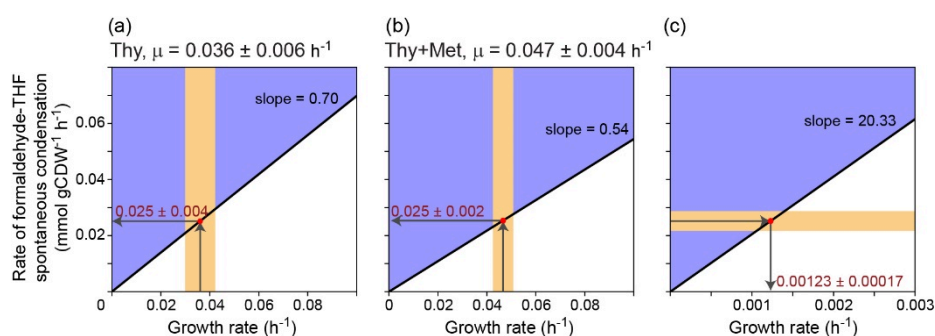 (a)
Thy, μ = 0.036 ± 0.006 h⁻¹
(b)
Thy+Met, μ = 0.047 ± 0.004 h⁻¹
(c)
Rate of formaldehyde-THF
spontaneous condensation
(mmol gCDW⁻¹ h⁻¹)
0.06
0.04
0.02
slope = 0.70
0.025 ± 0.004
0 0.02 0.04 0.06 0.08
Growth rate (h⁻¹)
slope = 0.54
0.025 ± 0.002
0 0.02 0.04 0.06 0.08
Growth rate (h⁻¹)
slope = 20.33
0.00123 ± 0.00017
0 0.001 0.002 0.003
Growth rate (h⁻¹)